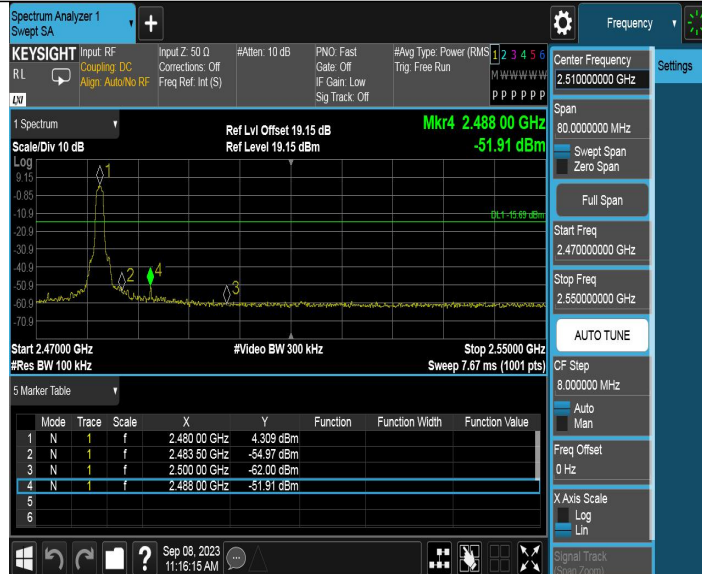 Spectrum Analyzer 1
Swept SA
Frequency
KEYSIGHT Input: RF
R L
Coupling: DC
Align: Auto/No RF
LXI
Input Z: 50 Ω
Corrections: Off
Freq Ref: Int (S)
#Atten: 10 dB
PNO: Fast
Gate: Off
IF Gain: Low
Sig Track: Off
#Avg Type: Power (RMS
Trig: Free Run
1 2 3 4 5 6
M W W W W W
P P P P P P
Center Frequency
2.510000000 GHz
Settings
Span
80.0000000 MHz
Swept Span
Zero Span
Full Span
Start Freq
2.470000000 GHz
Stop Freq
2.550000000 GHz
AUTO TUNE
CF Step
8.000000 MHz
Auto
Man
Freq Offset
0 Hz
X Axis Scale
Log
Lin
Signal Track
(Span Zoom)
1 Spectrum
Scale/Div 10 dB
Ref Lvl Offset 19.15 dB
Ref Level 19.15 dBm
Mkr4 2.488 00 GHz
-51.91 dBm
Log
9.15
-0.85
-10.9
-20.9
-30.9
-40.9
-50.9
-60.9
-70.9
1
2
4
3
DL1 -15.69 dBm
Start 2.47000 GHz
#Res BW 100 kHz
#Video BW 300 kHz
Stop 2.55000 GHz
Sweep 7.67 ms (1001 pts)
5 Marker Table
Mode Trace Scale X Y Function Function Width Function Value
1 N 1 f 2.480 00 GHz 4.309 dBm
2 N 1 f 2.483 50 GHz -54.97 dBm
3 N 1 f 2.500 00 GHz -62.00 dBm
4 N 1 f 2.488 00 GHz -51.91 dBm
5
6
?
Sep 08, 2023
11:16:15 AM